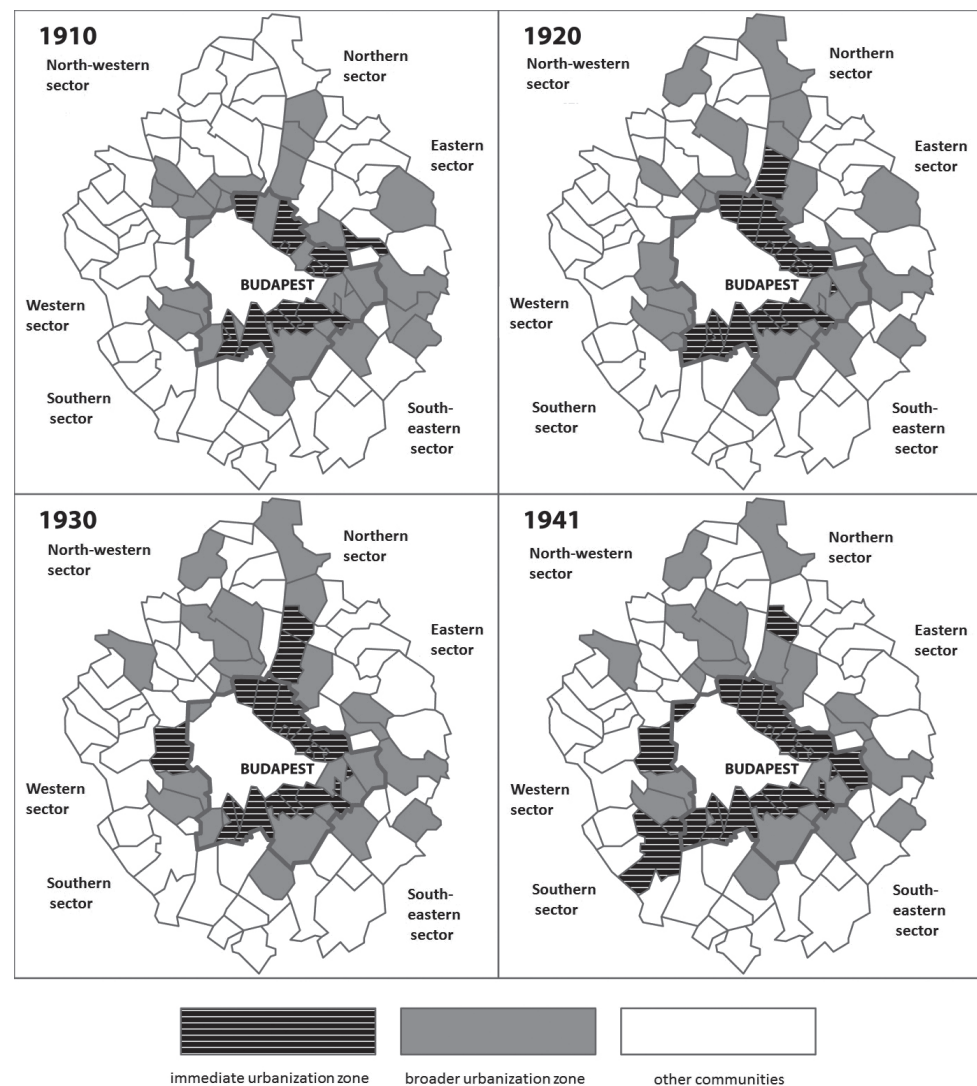 1910
North-western
sector
Northern
sector
Eastern
sector
BUDAPEST
Western
sector
Southern
sector
South-
eastern
sector
1920
North-western
sector
Northern
sector
Eastern
sector
BUDAPEST
Western
sector
Southern
sector
South-
eastern
sector
1930
North-western
sector
Northern
sector
Eastern
sector
BUDAPEST
Western
sector
Southern
sector
South-
eastern
sector
1941
North-western
sector
Northern
sector
Eastern
sector
BUDAPEST
Western
sector
Southern
sector
South-
eastern
sector
immediate urbanization zone
broader urbanization zone
other communities